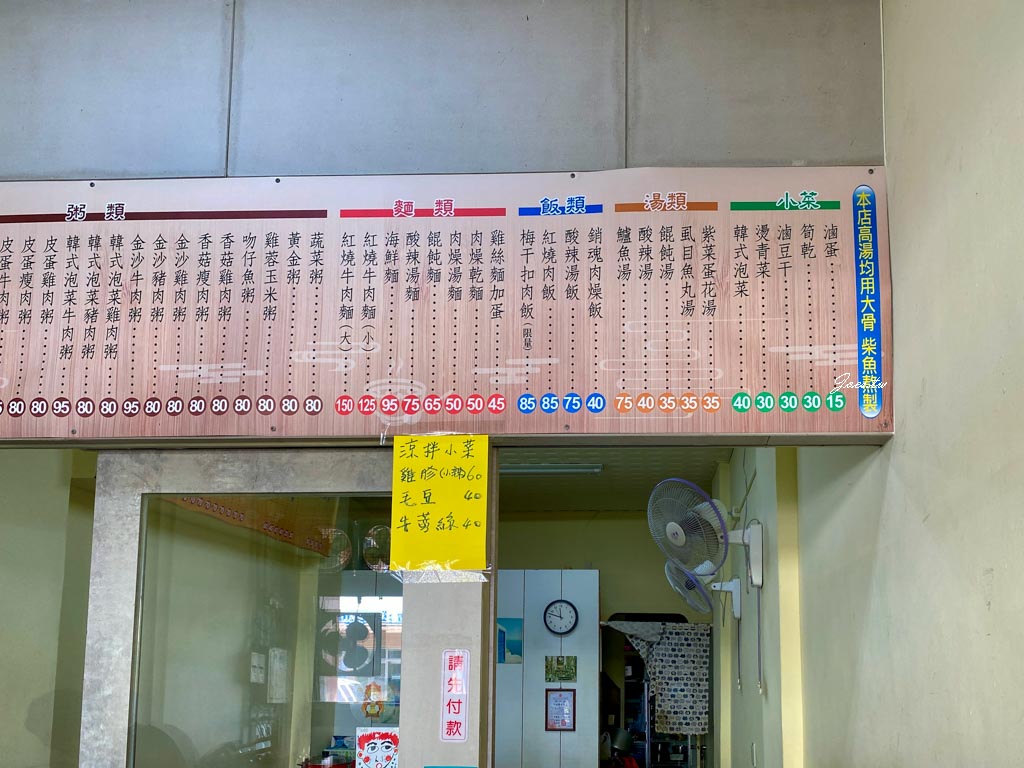 本店高湯均用大骨 柴魚熬製
小菜
滷蛋 15
筍乾 30
滷豆干 30
燙青菜 30
韓式泡菜 40
湯類
紫菜蛋花湯 35
虱目魚丸湯 35
餛飩湯 35
酸辣湯 40
鱸魚湯 75
飯類
銷魂肉燥飯 40
酸辣湯飯 75
紅燒肉飯 85
梅干扣肉飯(限量) 85
麵類
雞絲麵加蛋 45
肉燥乾麵 50
肉燥湯麵 50
餛飩麵 65
酸辣湯麵 75
海鮮麵 95
紅燒牛肉麵(小) 125
紅燒牛肉麵(大) 150
粥類
蔬菜粥 80
黃金粥 80
雞蓉玉米粥 80
吻仔魚粥 80
香菇雞肉粥 80
香菇瘦肉粥 80
金沙雞肉粥 80
金沙豬肉粥 80
金沙牛肉粥 95
韓式泡菜雞肉粥 80
韓式泡菜豬肉粥 80
韓式泡菜牛肉粥 95
皮蛋雞肉粥 80
皮蛋瘦肉粥 80
皮蛋牛肉粥
涼拌小菜
毛豆 40
牛蒡絲 40
請先付款